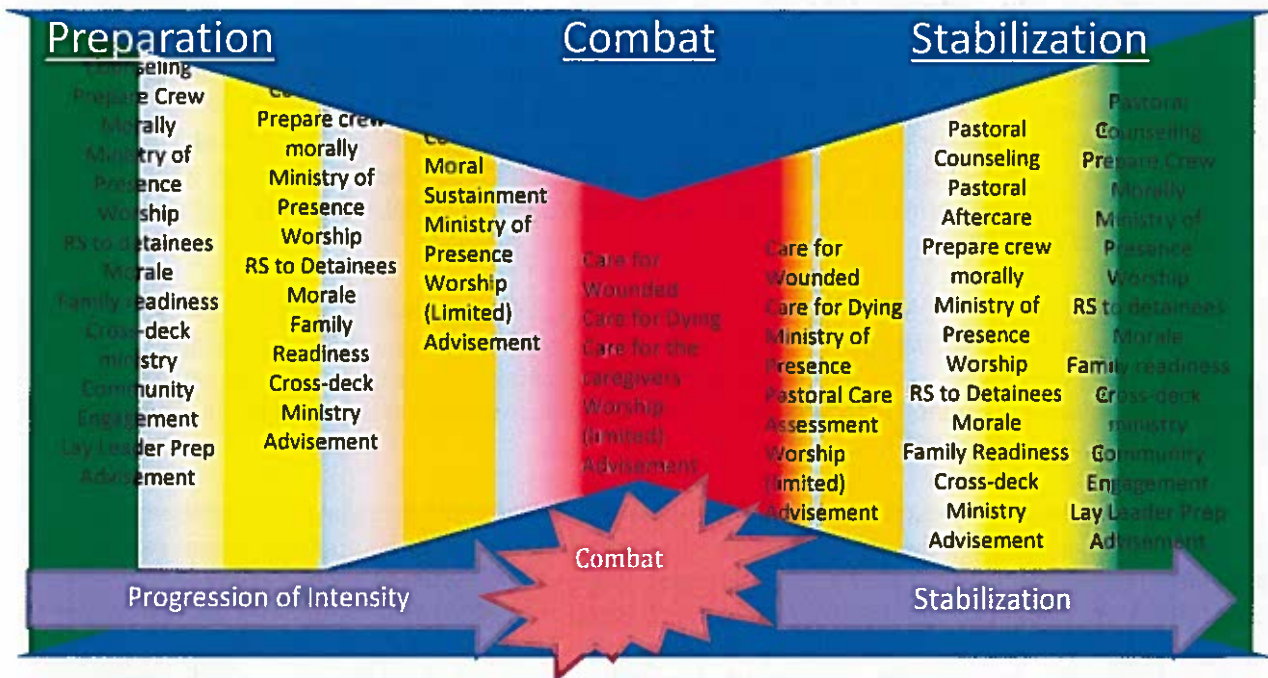 Preparation
Combat
Stabilization
Counseling
Prepare Crew
Morally
Ministry of
Presence
Worship
RS to detainees
Morale
Family readiness
Cross-deck
ministry
Community
Engagement
Lay Leader Prep
Advisement
Prepare crew
morally
Ministry of
Presence
Worship
RS to Detainees
Morale
Family
Readiness
Cross-deck
Ministry
Advisement
Moral
Sustainment
Ministry of
Presence
Worship
(Limited)
Advisement
Care for
Wounded
Care for Dying
Care for the
caregivers
Worship
(limited)
Advisement
Care for
Wounded
Care for Dying
Ministry of
Presence
Pastoral Care
Assessment
Worship
(limited)
Advisement
Pastoral
Counseling
Pastoral
Aftercare
Prepare crew
morally
Ministry of
Presence
Worship
RS to Detainees
Morale
Family Readiness
Cross-deck
Ministry
Advisement
Pastoral
Counseling
Prepare Crew
Morally
Ministry of
Presence
Worship
RS to detainees
Morale
Family readiness
Cross-deck
ministry
Community
Engagement
Lay Leader Prep
Advisement
Progression of Intensity
Combat
Stabilization